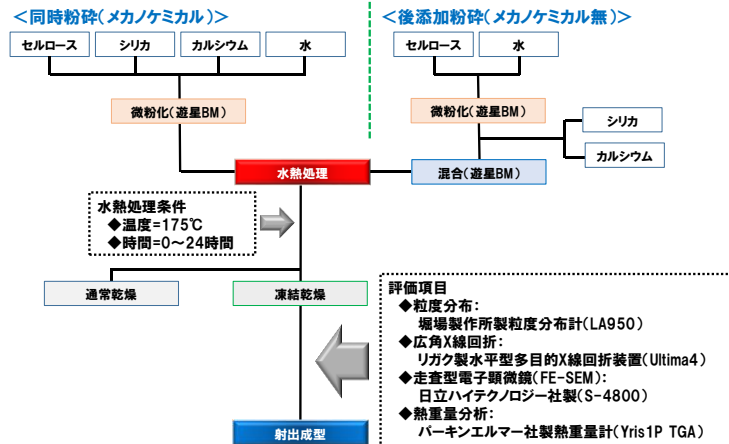 ＜同時粉砕(メカノケミカル)＞
セルロース
シリカ
カルシウム
水
微粉化(遊星BM)
＜後添加粉砕(メカノケミカル無)＞
セルロース
水
微粉化(遊星BM)
シリカ
カルシウム
水熱処理
混合(遊星BM)
水熱処理条件
◆温度=175℃
◆時間=0～24時間
通常乾燥
凍結乾燥
評価項目
◆粒度分布：
堀場製作所製粒度分布計(LA950)
◆広角X線回折：
リガク製水平型多目的X線回折装置(Ultima4)
◆走査型電子顕微鏡(FE-SEM)：
日立ハイテクノロジー社製(S-4800)
◆熱重量分析：
パーキンエルマー社製熱重量計(Yris1P TGA)
射出成型